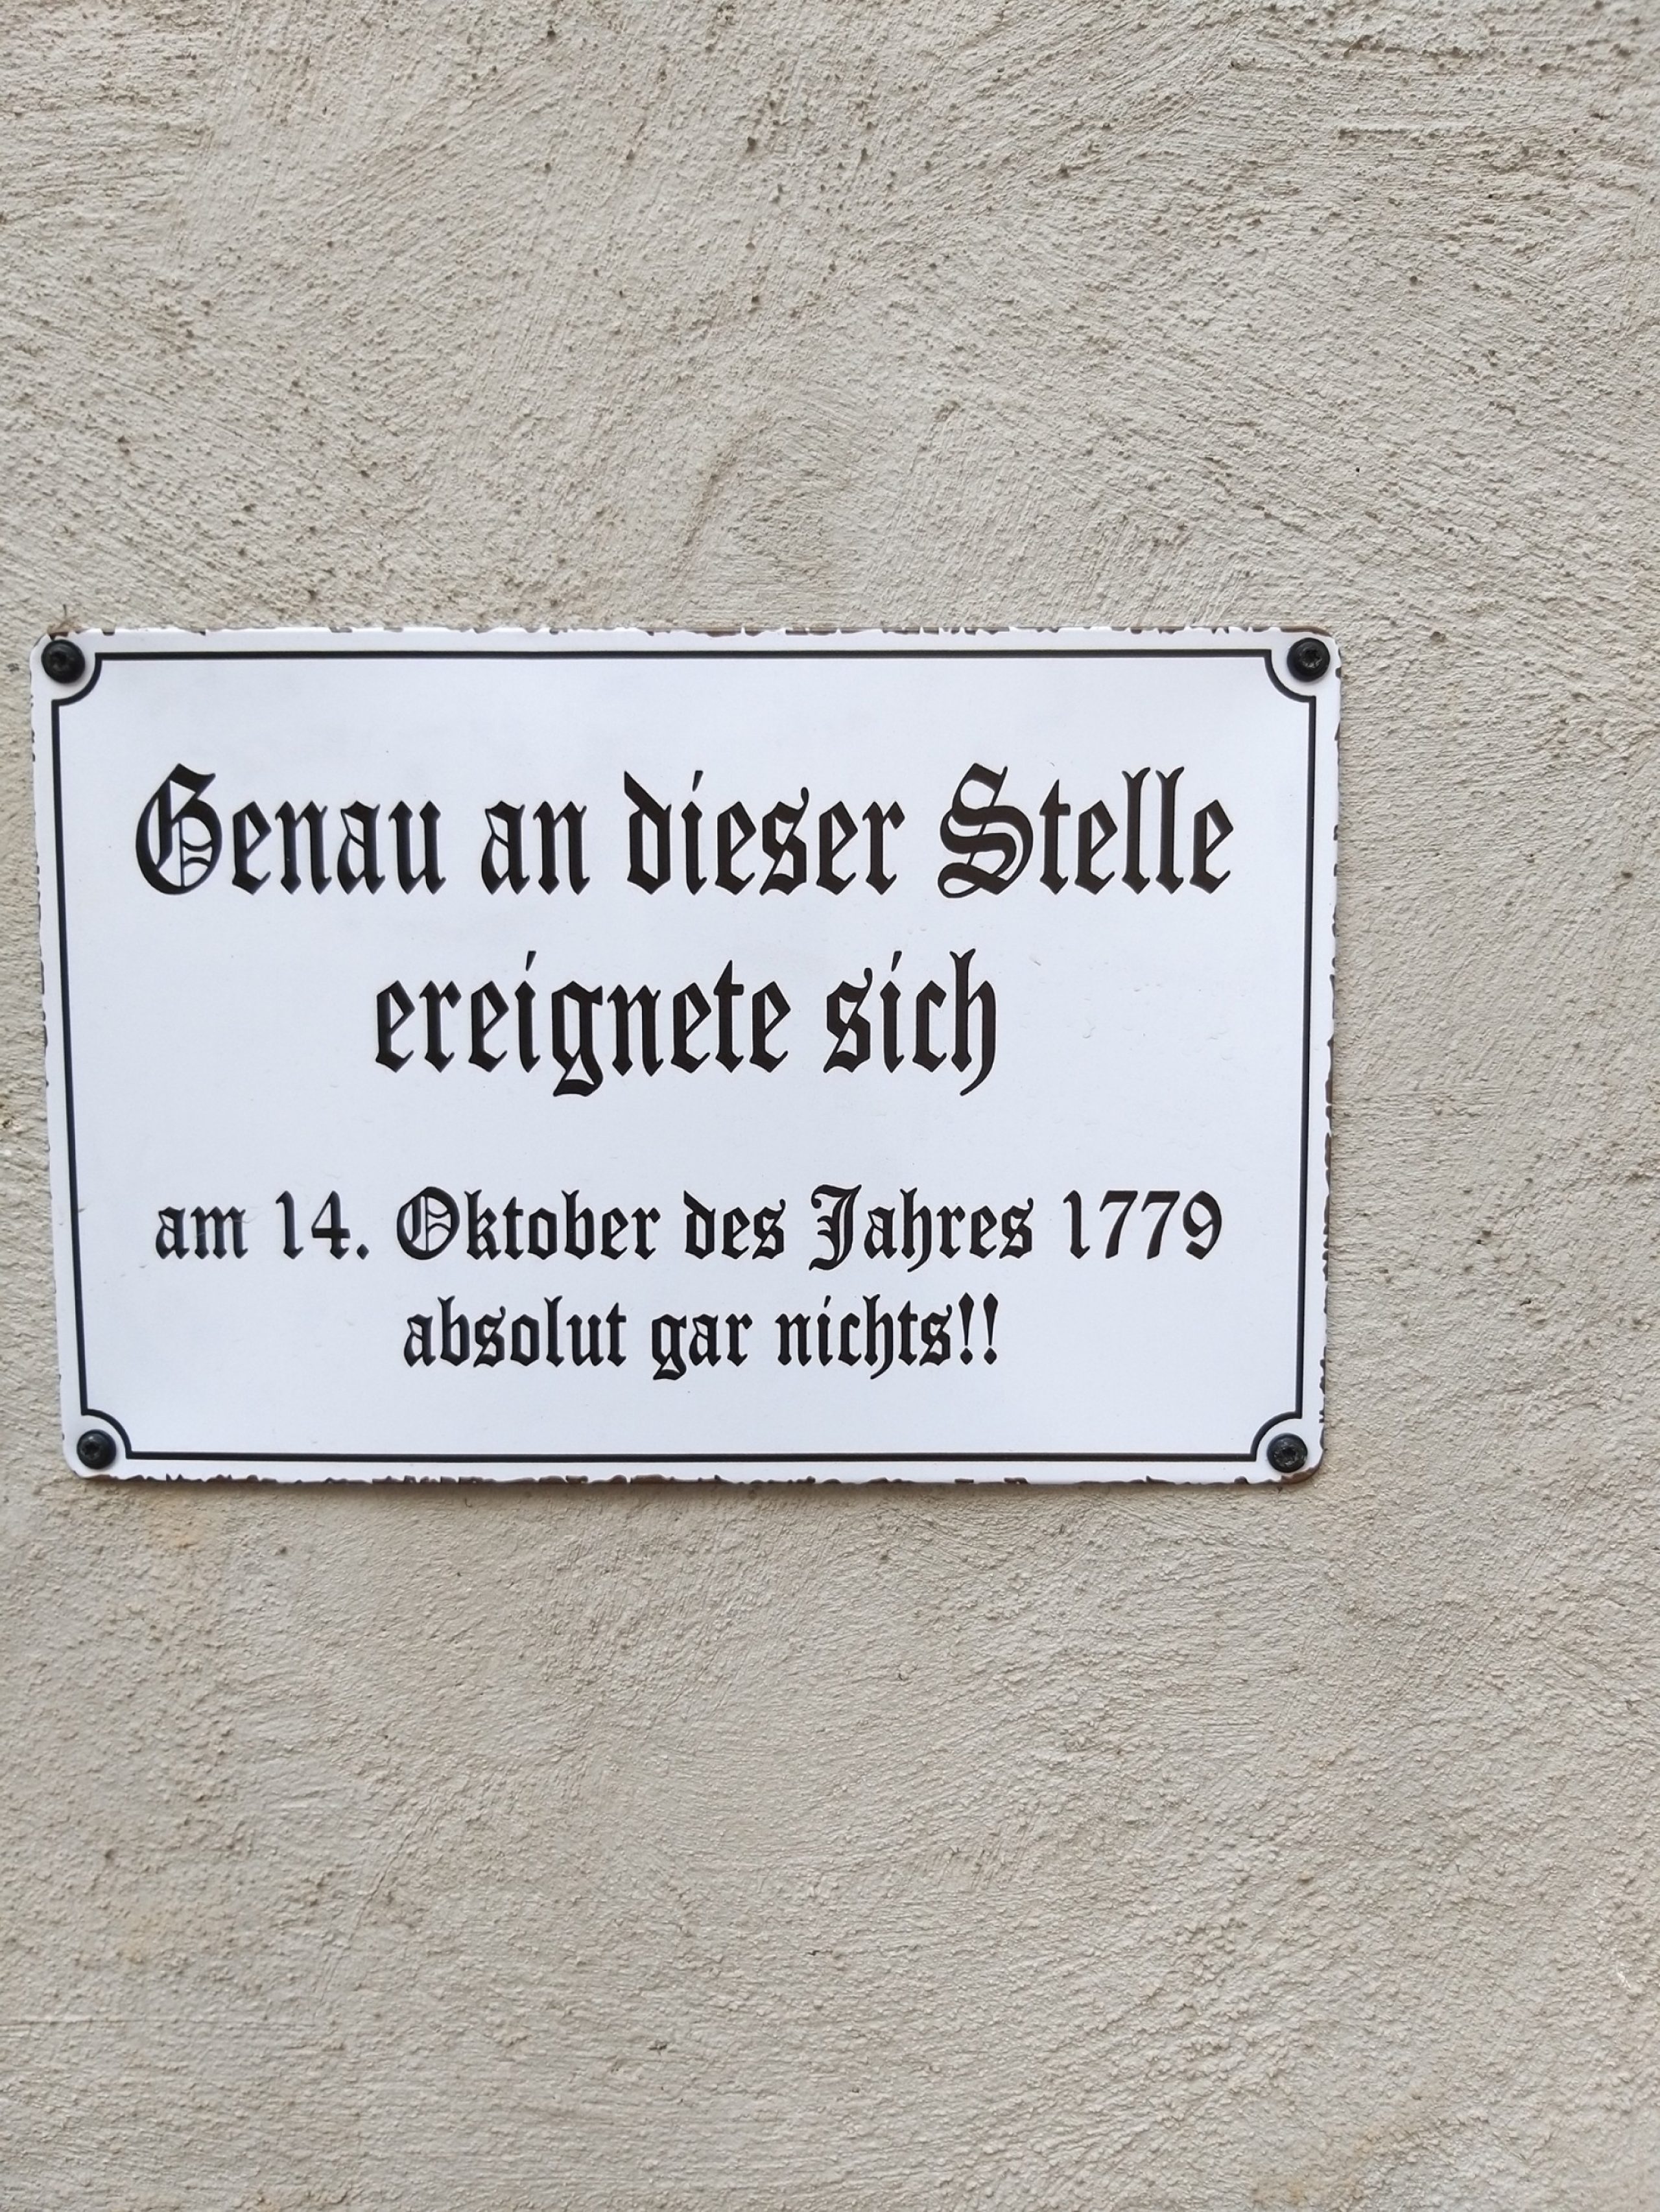 Genau an dieser Stelle
ereignete sich
am 14. Oktober des Jahres 1779
absolut gar nichts!!